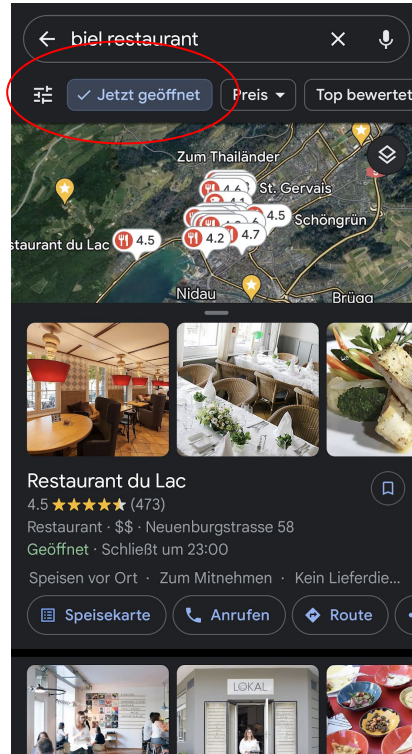 biel restaurant
Jetzt geöffnet
Preis
Top bewertet
Zum Thailänder
4.6
St. Gervais
4.5
Schöngrün
staurant du Lac
4.5
4.2
4.7
Nidau
Brügg
Restaurant du Lac
4.5 ★★★★★ (473)
Restaurant · $$ · Neuenburgstrasse 58
Geöffnet · Schließt um 23:00
Speisen vor Ort · Zum Mitnehmen · Kein Lieferdie...
Speisekarte
Anrufen
Route
LOKAL